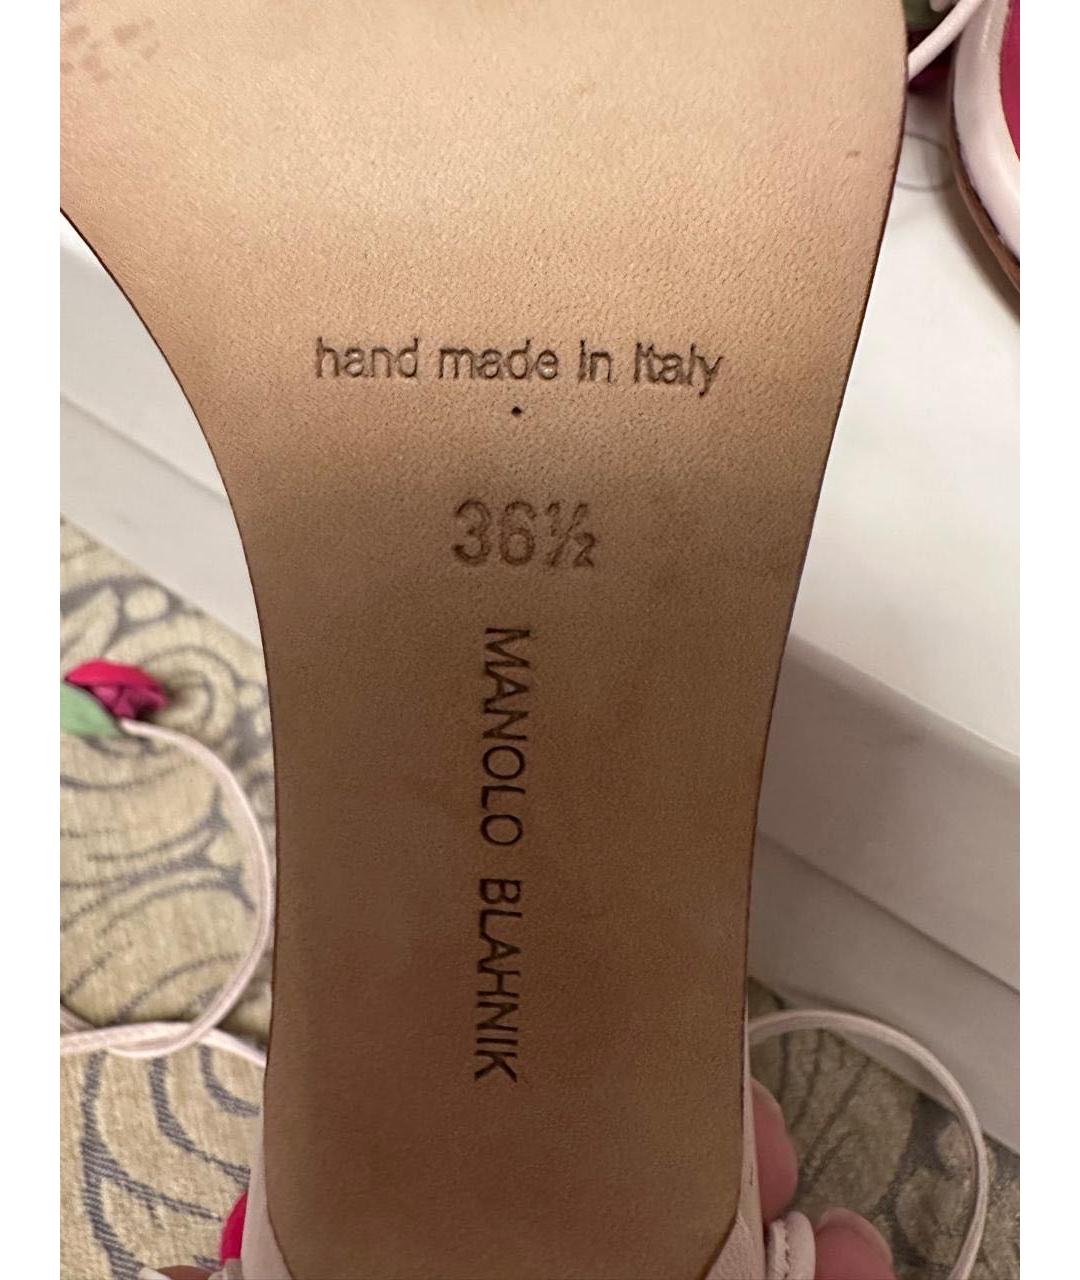 hand made in Italy
36½
MANOLO BLAHNIK